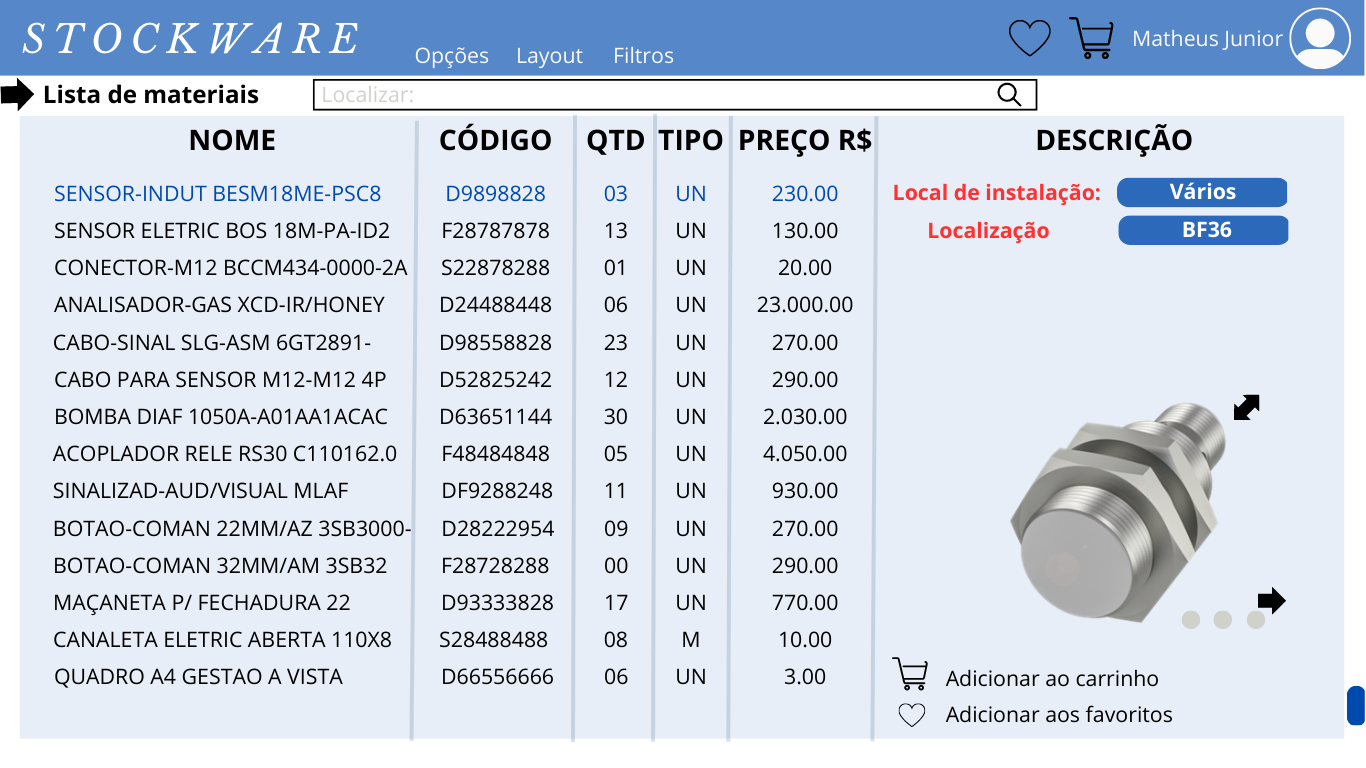 STOCKWARE
Opções Layout Filtros
Matheus Junior
Lista de materiais
Localizar:
NOME CÓDIGO QTD TIPO PREÇO R$ DESCRIÇÃO
SENSOR-INDUT BESM18ME-PSC8 D9898828 03 UN 230.00
SENSOR ELETRIC BOS 18M-PA-ID2 F28787878 13 UN 130.00
CONECTOR-M12 BCCM434-0000-2A S22878288 01 UN 20.00
ANALISADOR-GAS XCD-IR/HONEY D24488448 06 UN 23.000.00
CABO-SINAL SLG-ASM 6GT2891- D98558828 23 UN 270.00
CABO PARA SENSOR M12-M12 4P D52825242 12 UN 290.00
BOMBA DIAF 1050A-A01AA1ACAC D63651144 30 UN 2.030.00
ACOPLADOR RELE RS30 C110162.0 F48484848 05 UN 4.050.00
SINALIZAD-AUD/VISUAL MLAF DF9288248 11 UN 930.00
BOTAO-COMAN 22MM/AZ 3SB3000- D28222954 09 UN 270.00
BOTAO-COMAN 32MM/AM 3SB32 F28728288 00 UN 290.00
MAÇANETA P/ FECHADURA 22 D93333828 17 UN 770.00
CANALETA ELETRIC ABERTA 110X8 S28488488 08 M 10.00
QUADRO A4 GESTAO A VISTA D66556666 06 UN 3.00
Local de instalação: Vários
Localização BF36
Adicionar ao carrinho
Adicionar aos favoritos